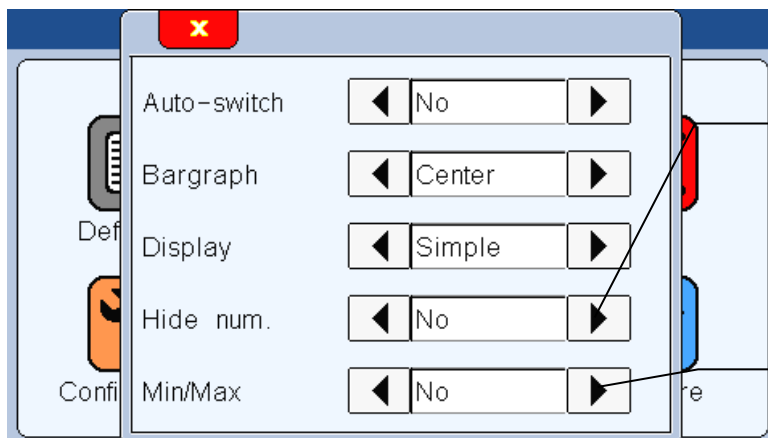 x
Auto-switch No
Bargraph Center
Def
Display Simple
Hide num. No
Confi
Min/Max No
re